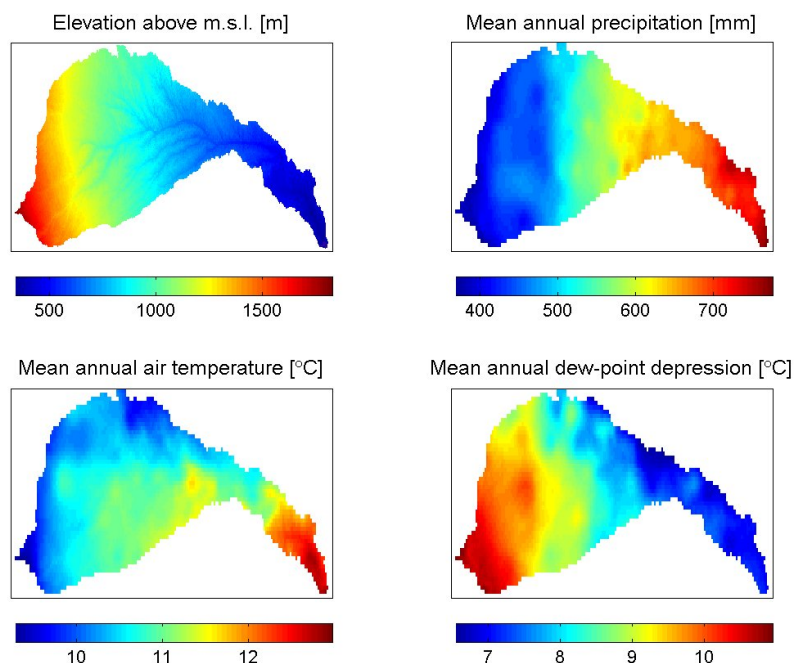 Elevation above m.s.l. [m]
Mean annual precipitation [mm]
500 1000 1500
400 500 600 700
Mean annual air temperature [°C]
Mean annual dew-point depression [°C]
10 11 12
7 8 9 10